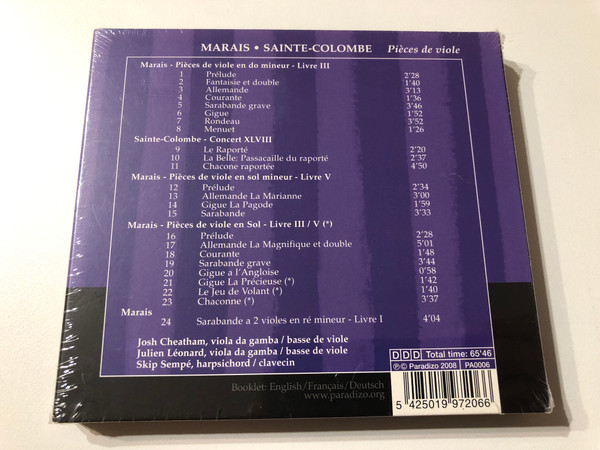 MARAIS • SAINTE-COLOMBE Pièces de viole
Marais - Pièces de viole en do mineur - Livre III
1 Prélude 2'28
2 Fantaisie et double 1'40
3 Allemande 3'13
4 Courante 1'36
5 Sarabande grave 3'46
6 Gigue 1'52
7 Rondeau 3'52
8 Menuet 1'26
Sainte-Colombe - Concert XLVIII
9 Le Raporté 2'20
10 La Belle: Passacaille du raporté 2'37
11 Chacone raportée 4'50
Marais - Pièces de viole en sol mineur - Livre V
12 Prélude 2'34
13 Allemande La Marianne 3'00
14 Gigue La Pagode 1'59
15 Sarabande 3'33
Marais - Pièces de viole en Sol - Livre III / V (*)
16 Prélude 2'28
17 Allemande La Magnifique et double 5'01
18 Courante 1'48
19 Sarabande grave 3'44
20 Gigue a l'Angloise 0'58
21 Gigue La Précieuse (*) 1'42
22 Le Jeu de Volant (*) 1'40
23 Chaconne (*) 3'37
Marais
24 Sarabande a 2 violes en ré mineur - Livre I 4'04
Josh Cheatham, viola da gamba / basse de viole
Julien Léonard, viola da gamba / basse de viole
Skip Sempé, harpsichord / clavecin
DDD Total time: 65'46
℗© Paradizo 2008 PA0006
5 425019 972066
Booklet: English/Français/Deutsch
www.paradizo.org